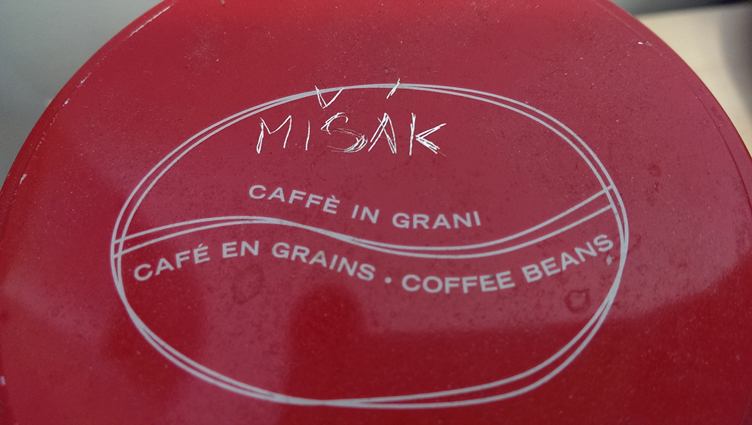 MIŠÁK
CAFFÈ IN GRANI
CAFÉ EN GRAINS • COFFEE BEANS